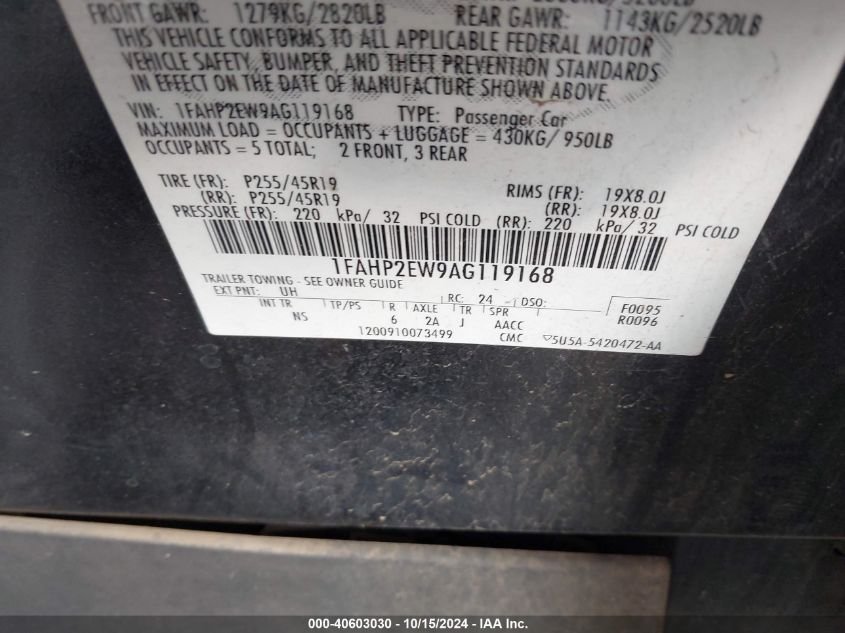 FRONT GAWR: 1279KG/2820LB REAR GAWR: 1143KG/2520LB
THIS VEHICLE CONFORMS TO ALL APPLICABLE FEDERAL MOTOR
VEHICLE SAFETY, BUMPER, AND THEFT PREVENTION STANDARDS
IN EFFECT ON THE DATE OF MANUFACTURE SHOWN ABOVE.
VIN: 1FAHP2EW9AG119168 TYPE: Passenger Car
MAXIMUM LOAD = OCCUPANTS + LUGGAGE = 430KG/ 950LB
OCCUPANTS = 5 TOTAL; 2 FRONT, 3 REAR
TIRE (FR): P255/45R19 RIMS (FR): 19X8.0J
(RR): P255/45R19 (RR): 19X8.0J
PRESSURE (FR): 220 kPa/ 32 PSI COLD (RR): 220 kPa/ 32 PSI COLD
1FAHP2EW9AG119168
TRAILER TOWING - SEE OWNER GUIDE
EXT PNT: UH RC: 24 DSO: F0095
INT TR TP/PS R AXLE TR SPR R0096
NS 6 2A J AACC
1200910073499 CMC 5U5A-5420472-AA
000-40603030 - 10/15/2024 - IAA Inc.